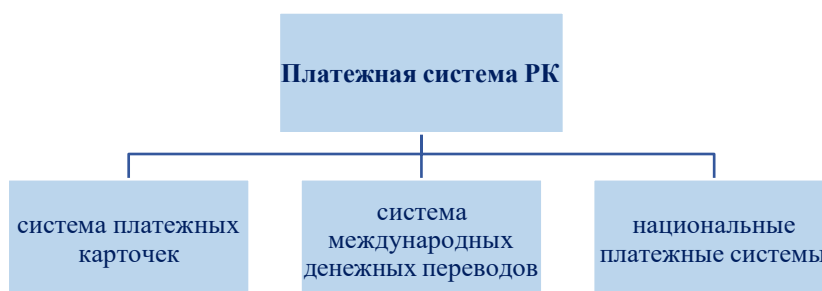 Платежная система РК
система платежных
карточек
система
международных
денежных переводов
национальные
платежные системы